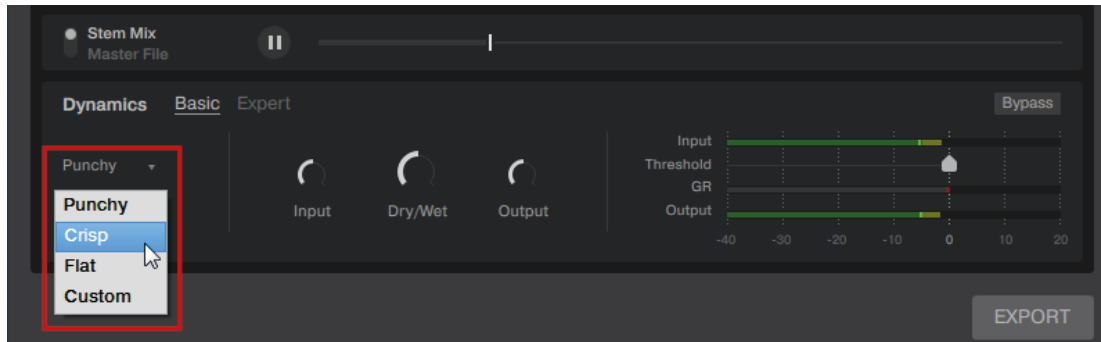 Stem Mix
Master File
Dynamics Basic Expert Bypass
Punchy
Punchy
Crisp
Flat
Custom
Input Dry/Wet Output
Input
Threshold
GR
Output
-40 -30 -20 -10 0 10 20
EXPORT